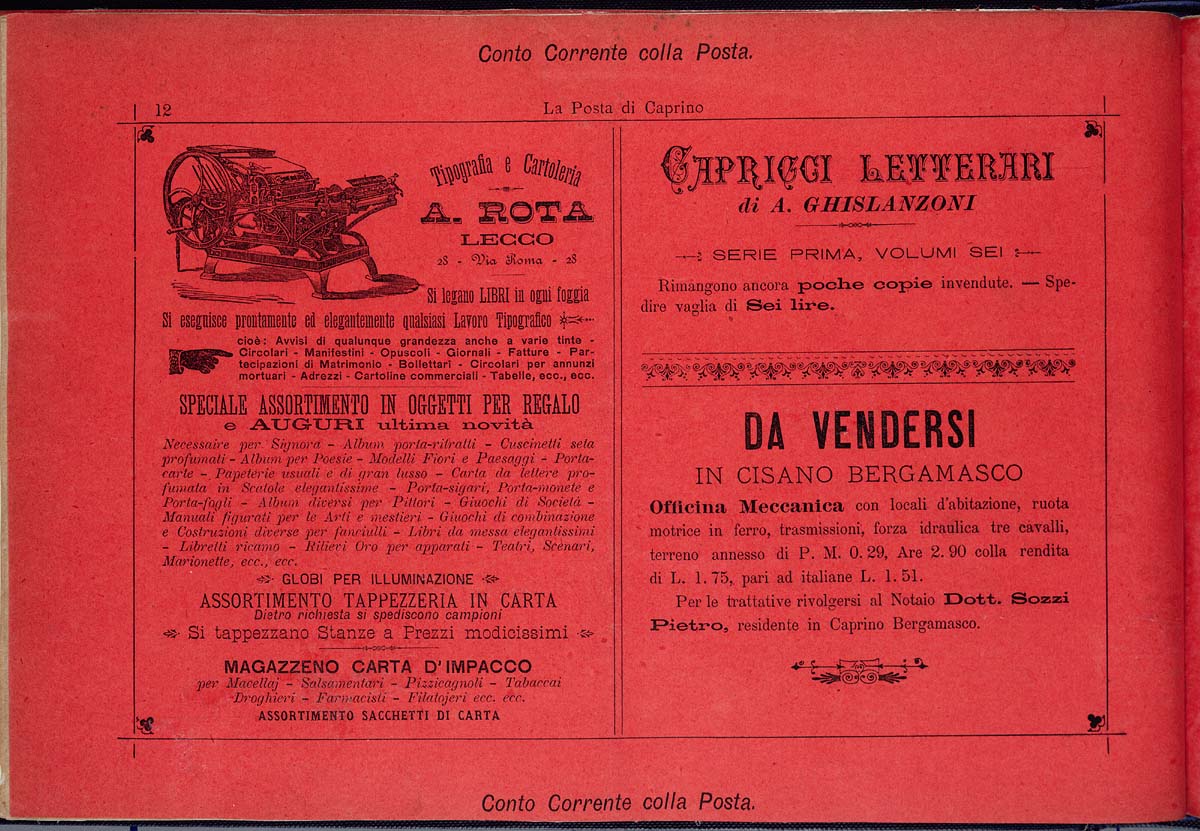 Conto Corrente colla Posta.
12
La Posta di Caprino
Tipografia e Cartoleria
A. ROTA
LECCO
28 - Via Roma - 28
Si legano LIBRI in ogni foggia
Si eseguisce prontamente ed elegantemente qualsiasi Lavoro Tipografico
cioè: Avvisi di qualunque grandezza anche a varie tinte -
Circolari - Manifestini - Opuscoli - Giornali - Fatture - Par-
tecipazioni di Matrimonio - Bollettari - Circolari per annunzi
mortuari - Adrezzi - Cartoline commerciali - Tabelle, ecc., ecc.
SPECIALE ASSORTIMENTO IN OGGETTI PER REGALO
e AUGURI ultima novità
Necessaire per Signora - Album porta-ritratti - Cuscinetti seta
profumati - Album per Poesie - Modelli Fiori e Paesaggi - Porta-
carte - Papeterie usuali e di gran lusso - Carta da lettere pro-
fumata in Scatole elegantissime - Porta-sigari, Porta-monete e
Porta-fogli - Album diversi per Pittori - Giuochi di Società -
Manuali figurati per le Arti e mestieri - Giuochi di combinazione
e Costruzioni diverse per fanciulli - Libri da messa elegantissimi
- Libretti ricamo - Rilievi Oro per apparati - Teatri, Scenari,
Marionette, ecc., ecc.
GLOBI PER ILLUMINAZIONE
ASSORTIMENTO TAPPEZZERIA IN CARTA
Dietro richiesta si spediscono campioni
Si tappezzano Stanze a Prezzi modicissimi
MAGAZZENO CARTA D'IMPACCO
per Macellaj - Salsamentari - Pizzicagnoli - Tabaccai
Droghieri - Farmacisti - Filatojeri ecc. ecc.
ASSORTIMENTO SACCHETTI DI CARTA
CAPRICCI LETTERARI
di A. GHISLANZONI
SERIE PRIMA, VOLUMI SEI
Rimangono ancora poche copie invendute. — Spe-
dire vaglia di Sei lire.
DA VENDERSI
IN CISANO BERGAMASCO
Officina Meccanica con locali d'abitazione, ruota
motrice in ferro, trasmissioni, forza idraulica tre cavalli,
terreno annesso di P. M. 0. 29, Are 2. 90 colla rendita
di L. 1. 75, pari ad italiane L. 1. 51.
Per le trattative rivolgersi al Notaio Dott. Sozzi
Pietro, residente in Caprino Bergamasco.
Conto Corrente colla Posta.